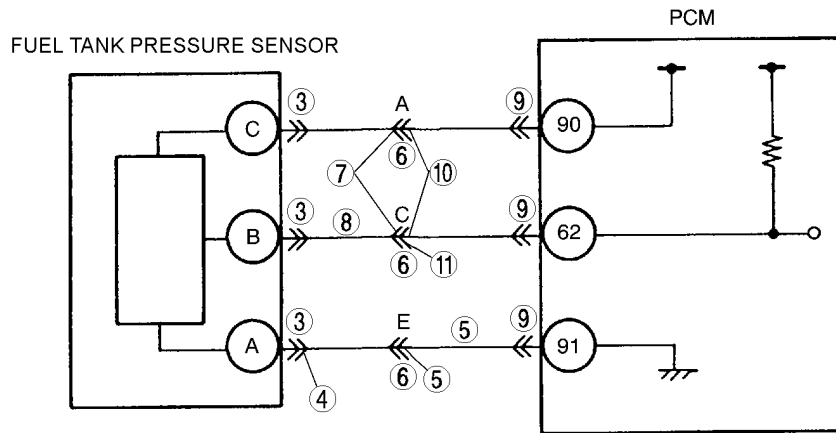 PCM
FUEL TANK PRESSURE SENSOR
C ③ A ⑨ 90
⑥
⑦ ⑩
B ③ ⑧ C ⑨ 62
⑥ ⑪
A ③ E ⑤ ⑨ 91
④ ⑥ ⑤